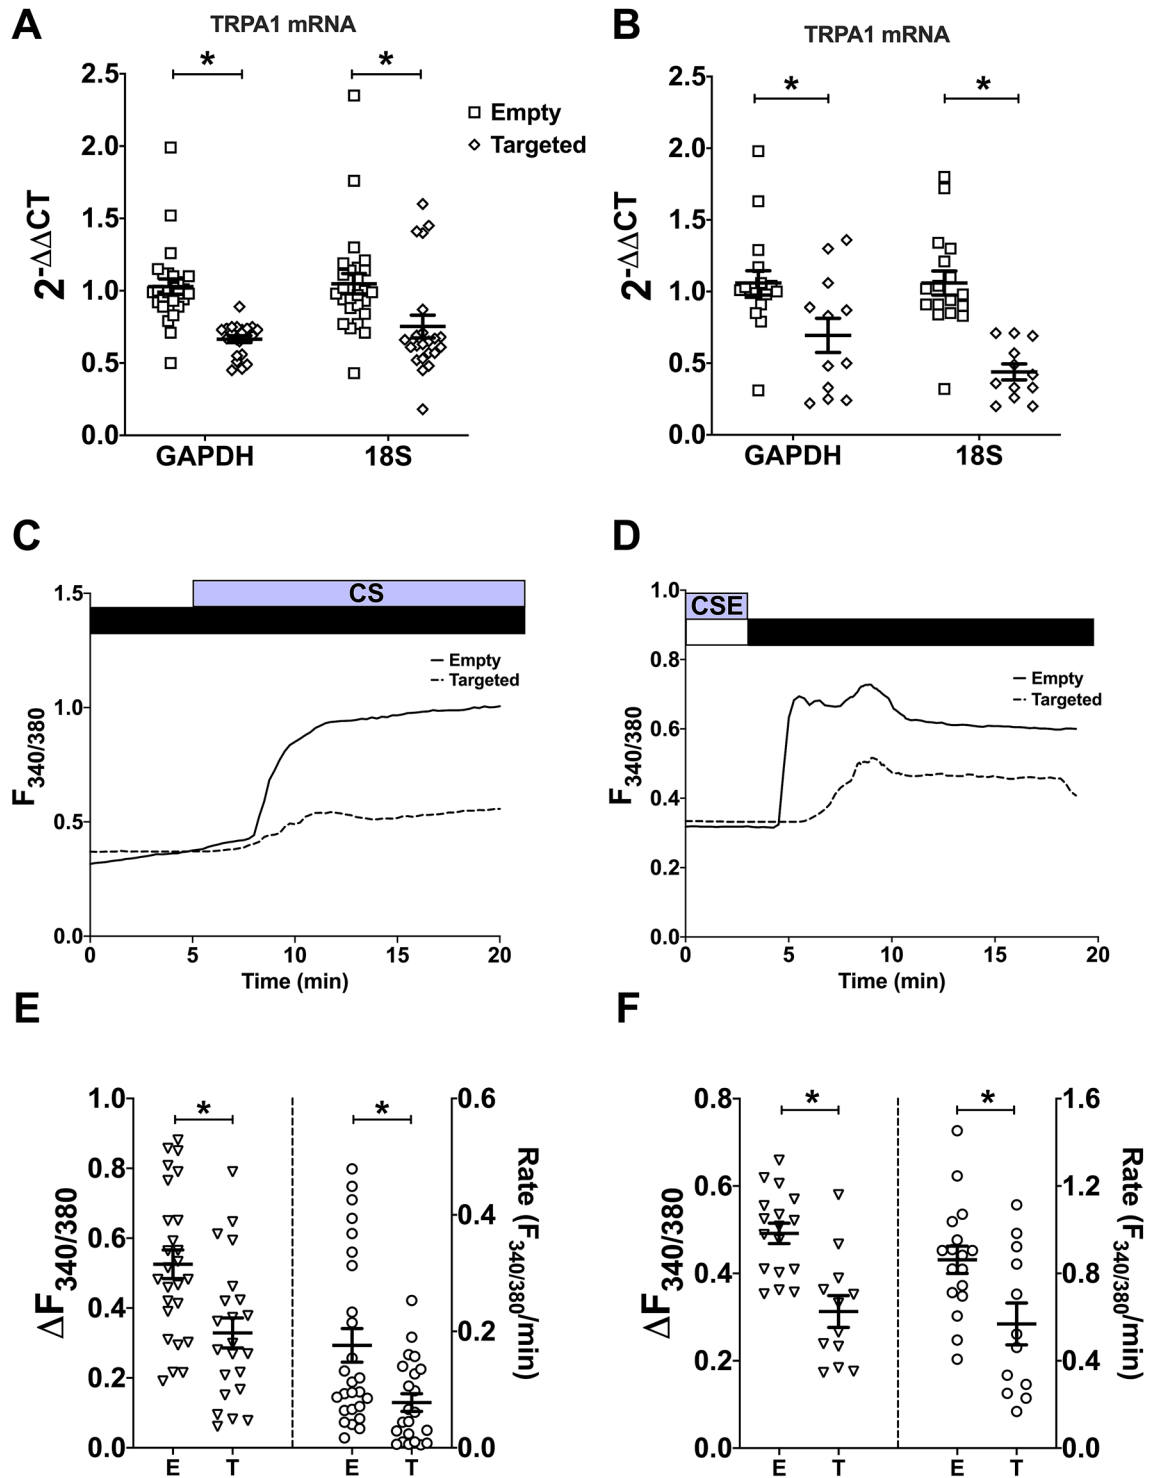 A
TRPA1 mRNA
B
TRPA1 mRNA
* *
* *
2.5
2.0
1.5
1.0
0.5
0.0
2-ΔΔCT
Empty
Targeted
GAPDH 18S
2.5
2.0
1.5
1.0
0.5
0.0
2-ΔΔCT
GAPDH 18S
C
CS
1.5
1.0
0.5
0.0
F340/380
Empty
Targeted
0 5 10 15 20
Time (min)
D
CSE
1.0
0.8
0.6
0.4
0.2
0.0
F340/380
Empty
Targeted
0 5 10 15 20
Time (min)
E
* *
1.0
0.8
0.6
0.4
0.2
0.0
ΔF340/380
0.6
0.4
0.2
0.0
Rate (F340/380/min)
E T E T
F
* *
0.8
0.6
0.4
0.2
0.0
ΔF340/380
1.6
1.2
0.8
0.4
0.0
Rate (F340/380/min)
E T E T